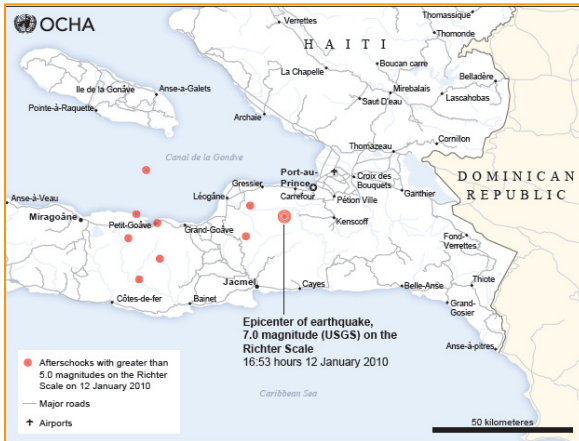 OCHA
Verrettes
Thomassique
Thomonde
HAITI
Boucan carre
La Chapelle
Mirebalais
Belladère
Lascahobas
Saut D'eau
Ile de la Gonâve
Anse-a-Galets
Pointe-à-Raquette
Archaie
Cornillon
Thomazeau
Canal de la Gonâve
Port-au-
Prince
Croix des
Bouquets
DOMINICAN
REPUBLIC
Gressier
Carrefour
Pétion Ville
Ganthier
Léogâne
Anse-à-Veau
Miragoâne
Petit-Goâve
Grand-Goâve
Kenscoff
Fond-
Verrettes
Jacmel
Cayes
Belle-Anse
Thiote
Côtes-de-fer
Bainet
Grand-
Gosier
Anse-à-pitres
Epicenter of earthquake,
7.0 magnitude (USGS) on the
Richter Scale
16:53 hours 12 January 2010
Afterschocks with greater than
5.0 magnitudes on the Richter
Scale on 12 January 2010
Major roads
Airports
Caribbean Sea
50 kilometeres